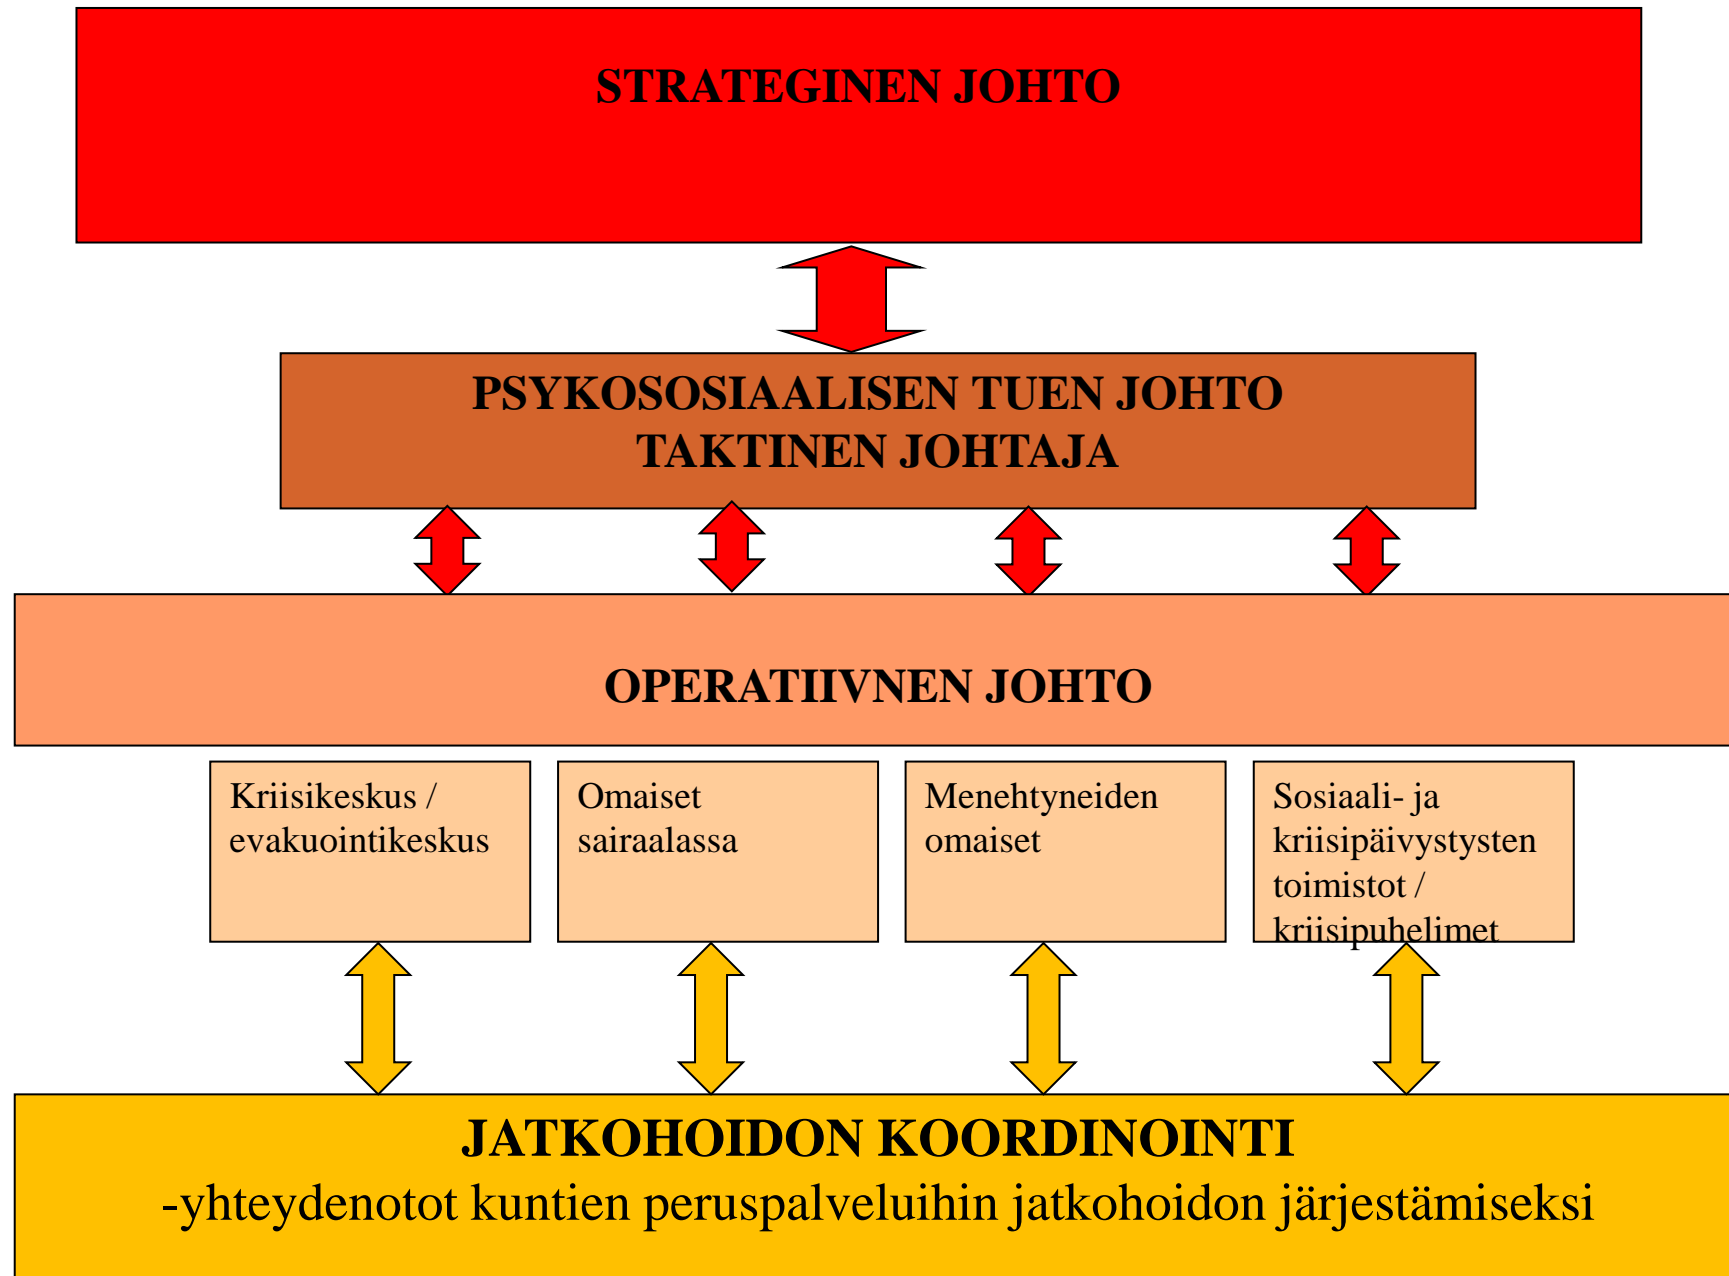 STRATEGINEN JOHTO
PSYKOSOSIAALISEN TUEN JOHTO
TAKTINEN JOHTAJA
OPERATIIVNEN JOHTO
Kriisikeskus /
evakuointikeskus
Omaiset
sairaalassa
Menehtyneiden
omaiset
Sosiaali- ja
kriisipäivystysten
toimistot /
kriisipuhelimet
JATKOHOIDON KOORDINOINTI
-yhteydenotot kuntien peruspalveluihin jatkohoidon järjestämiseksi